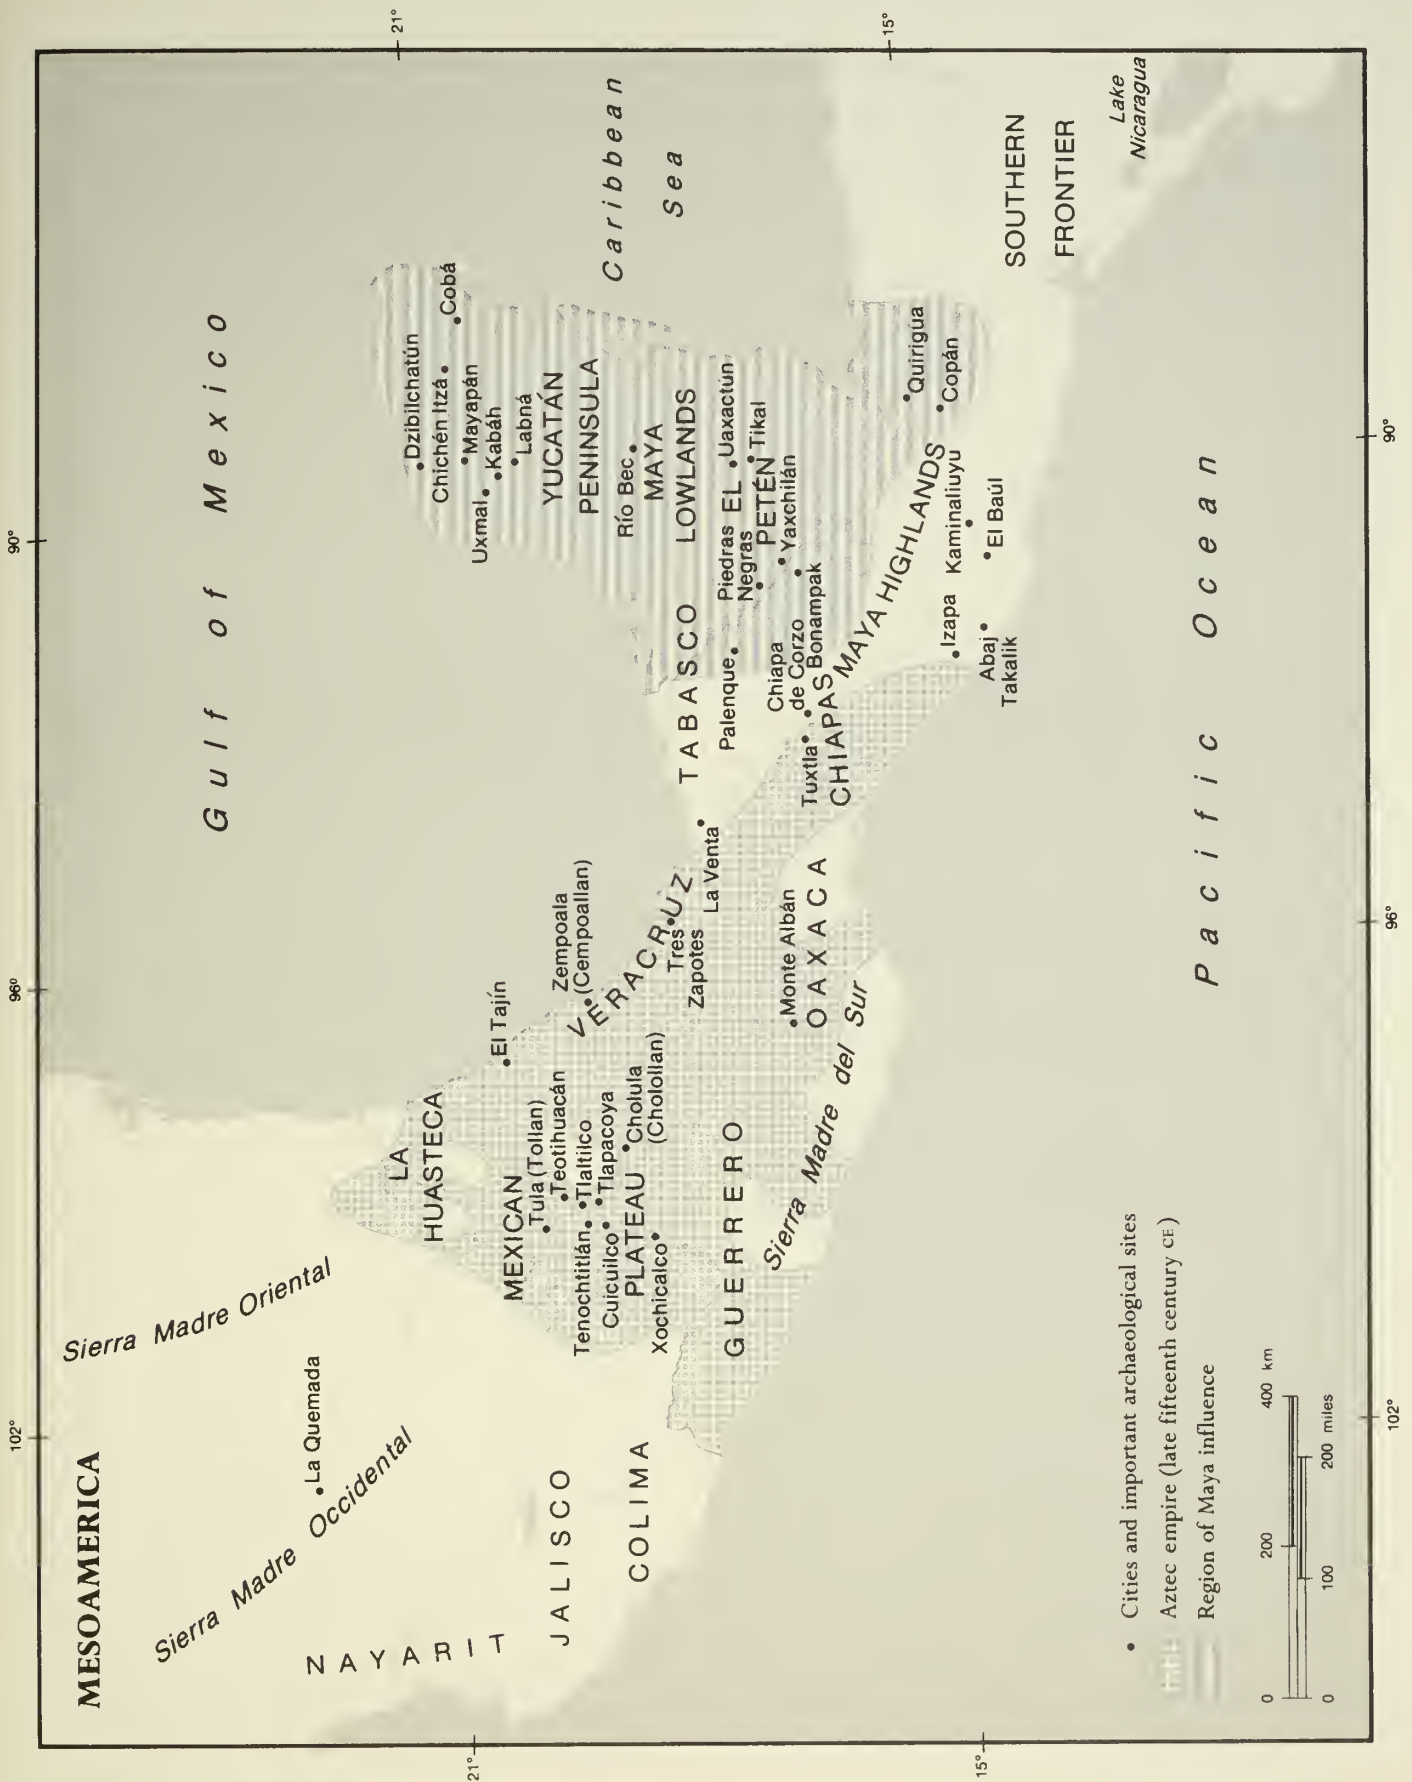 MESOAMERICA
102°
96°
90°
21°
15°
21°
15°
102°
96°
90°
Gulf of Mexico
Caribbean
Sea
Pacific Ocean
Lake
Nicaragua
SOUTHERN
FRONTIER
Sierra Madre Oriental
Sierra Madre Occidental
Sierra Madre del Sur
La Quemada
NAYARIT
JALISCO
COLIMA
LA
HUASTECA
El Tajín
MEXICAN
PLATEAU
Tula (Tollan)
Teotihuacán
Tenochtitlán
Tlaltilco
Cuicuilco
Tlapacoya
Cholula
(Cholollan)
Xochicalco
Zempoala
(Cempoallan)
VERACRUZ
Tres
Zapotes
La Venta
GUERRERO
Monte Albán
OAXACA
TABASCO
Palenque
Chiapa
de Corzo
Tuxtla
CHIAPAS
Bonampak
Piedras
Negras
Yaxchilán
EL
PETÉN
Uaxactún
Tikal
MAYA
LOWLANDS
Río Bec
YUCATÁN
PENINSULA
Dzibilchatún
Chichén Itzá
Cobá
Mayapán
Uxmal
Kabáh
Labná
MAYA HIGHLANDS
Quirigúa
Copán
Kaminaliuyu
El Baúl
Izapa
Abaj
Takalik
• Cities and important archaeological sites
Aztec empire (late fifteenth century CE)
Region of Maya influence
0 200 400 km
0 100 200 miles